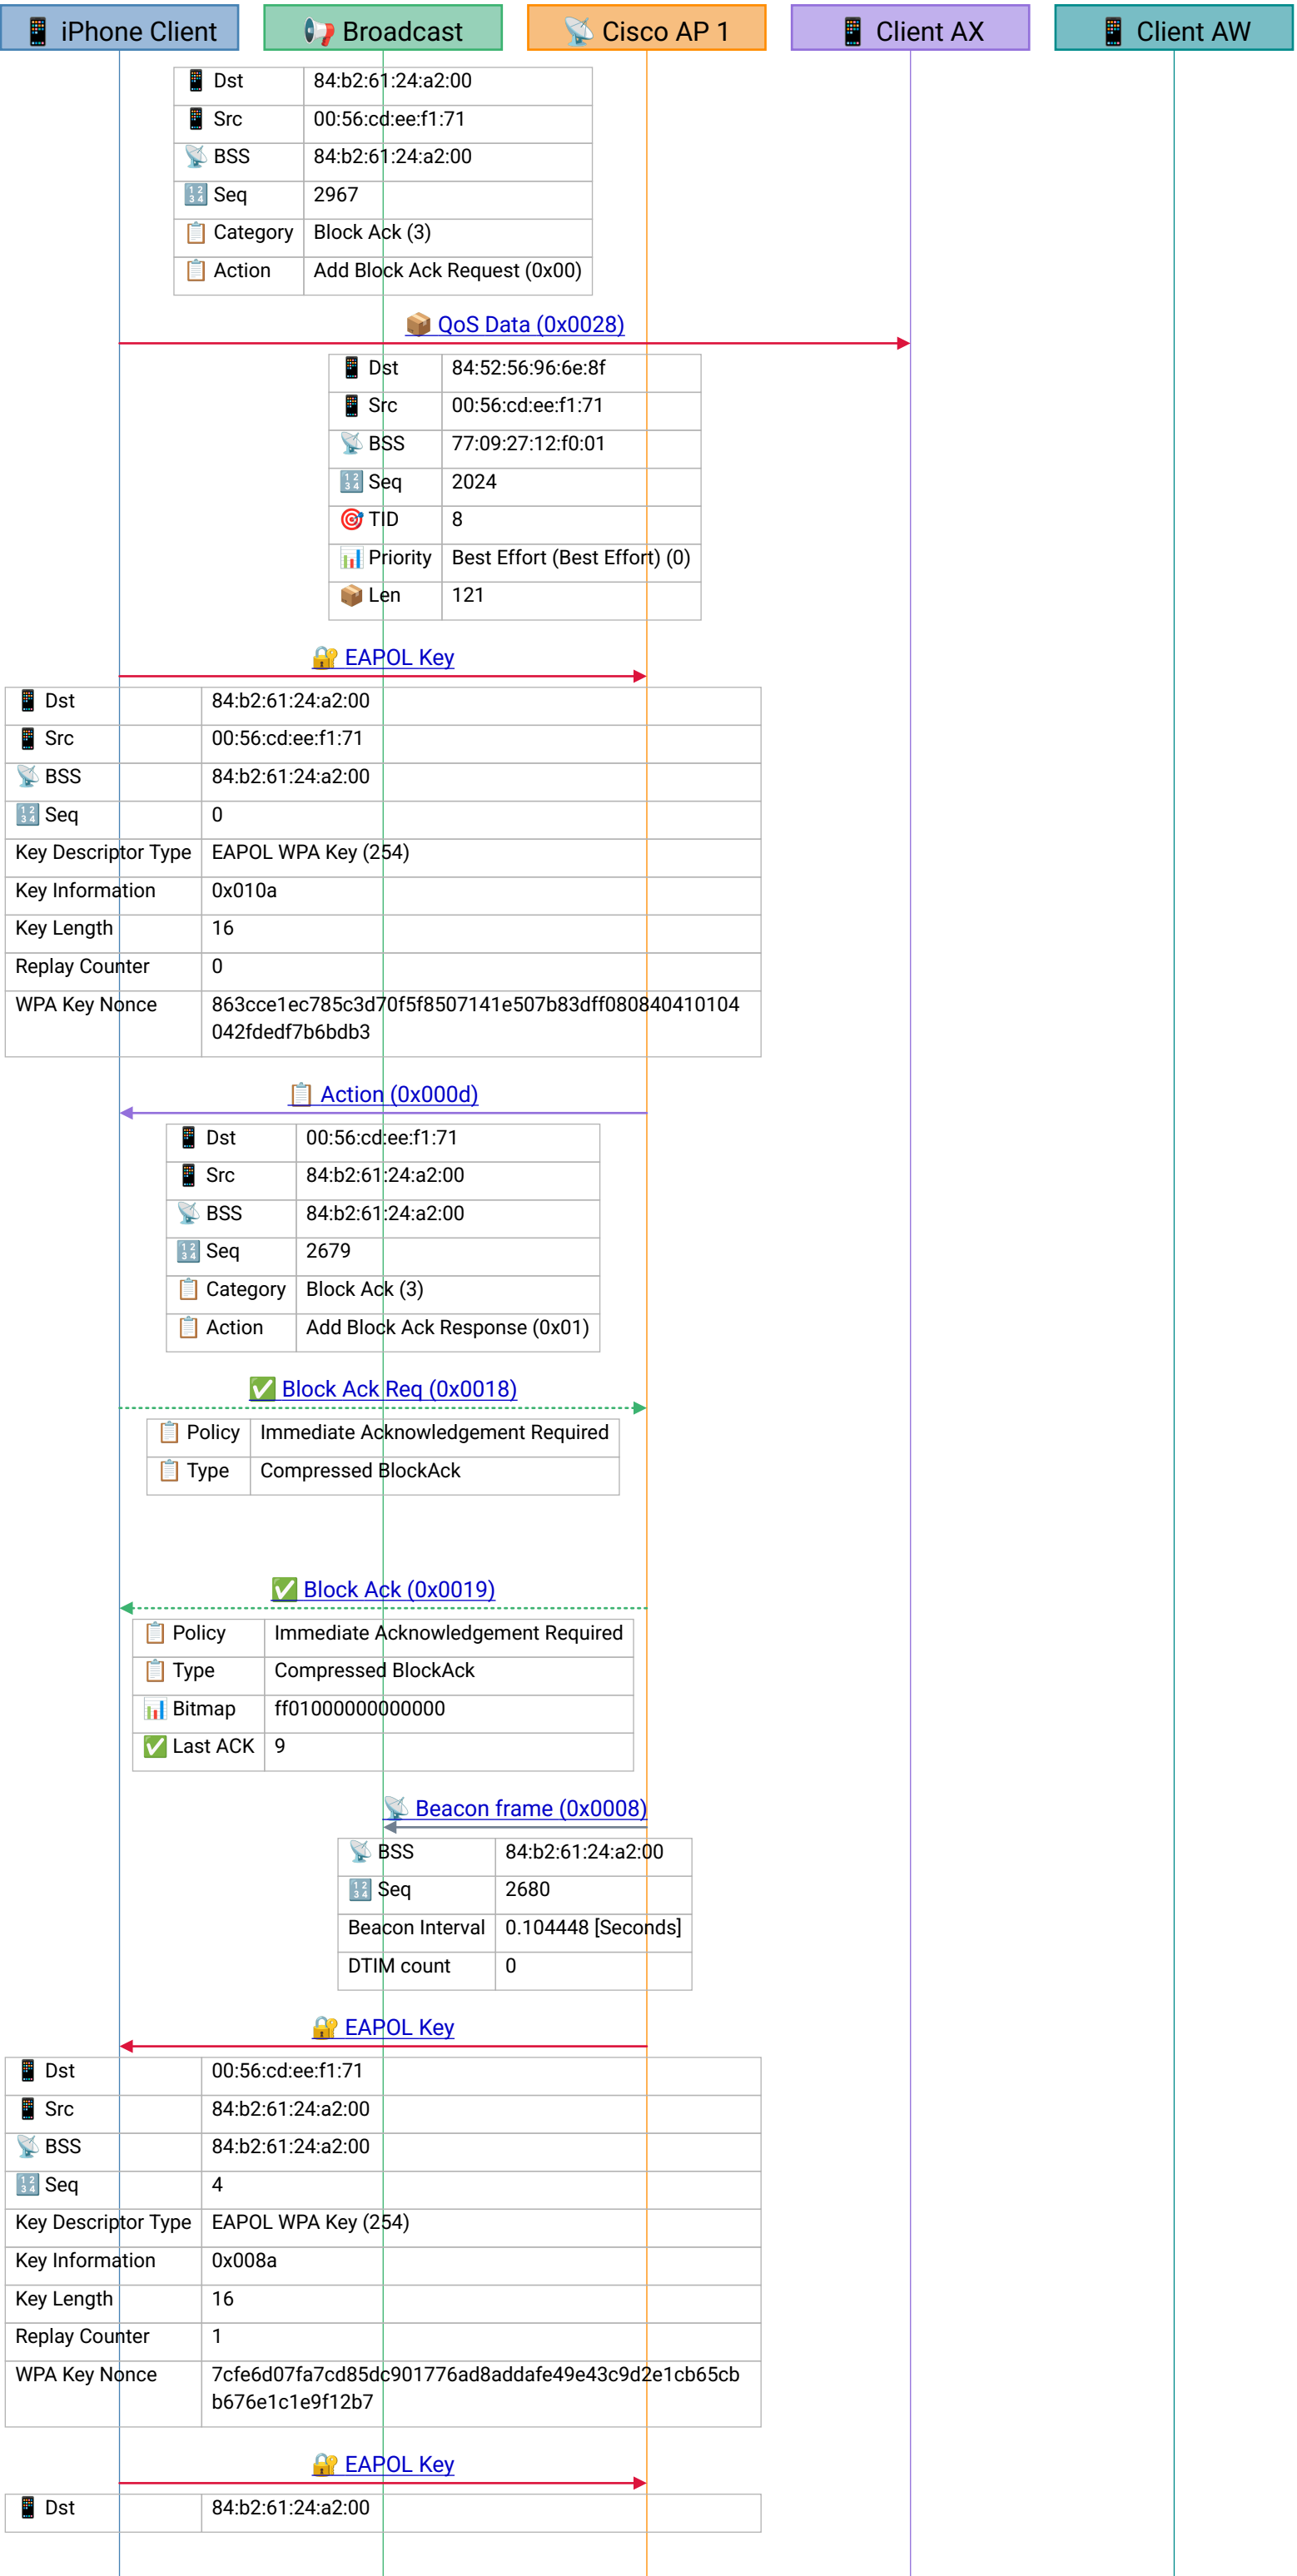 iPhone Client
Broadcast
Cisco AP 1
Client AX
Client AW
Dst 84:b2:61:24:a2:00
Src 00:56:cd:ee:f1:71
BSS 84:b2:61:24:a2:00
Seq 2967
Category Block Ack (3)
Action Add Block Ack Request (0x00)
QoS Data (0x0028)
Dst 84:52:56:96:6e:8f
Src 00:56:cd:ee:f1:71
BSS 77:09:27:12:f0:01
Seq 2024
TID 8
Priority Best Effort (Best Effort) (0)
Len 121
EAPOL Key
Dst 84:b2:61:24:a2:00
Src 00:56:cd:ee:f1:71
BSS 84:b2:61:24:a2:00
Seq 0
Key Descriptor Type EAPOL WPA Key (254)
Key Information 0x010a
Key Length 16
Replay Counter 0
WPA Key Nonce 863cce1ec785c3d70f5f8507141e507b83dff080840410104
042fdedf7b6bdb3
Action (0x000d)
Dst 00:56:cd:ee:f1:71
Src 84:b2:61:24:a2:00
BSS 84:b2:61:24:a2:00
Seq 2679
Category Block Ack (3)
Action Add Block Ack Response (0x01)
Block Ack Req (0x0018)
Policy Immediate Acknowledgement Required
Type Compressed BlockAck
Block Ack (0x0019)
Policy Immediate Acknowledgement Required
Type Compressed BlockAck
Bitmap ff01000000000000
Last ACK 9
Beacon frame (0x0008)
BSS 84:b2:61:24:a2:00
Seq 2680
Beacon Interval 0.104448 [Seconds]
DTIM count 0
EAPOL Key
Dst 00:56:cd:ee:f1:71
Src 84:b2:61:24:a2:00
BSS 84:b2:61:24:a2:00
Seq 4
Key Descriptor Type EAPOL WPA Key (254)
Key Information 0x008a
Key Length 16
Replay Counter 1
WPA Key Nonce 7cfe6d07fa7cd85dc901776ad8addafe49e43c9d2e1cb65cb
b676e1c1e9f12b7
EAPOL Key
Dst 84:b2:61:24:a2:00